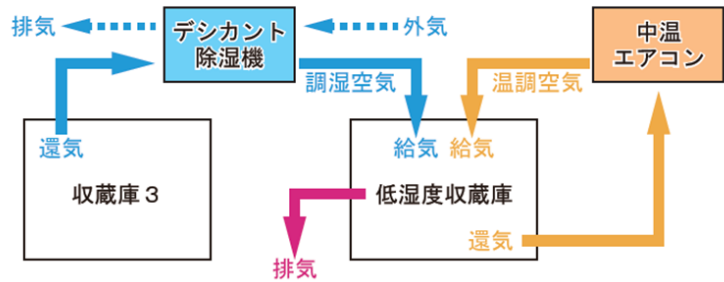 排気
デシカント
除湿機
外気
中温
エアコン
調湿空気
温調空気
還気
給気
給気
収蔵庫3
低湿度収蔵庫
還気
排気